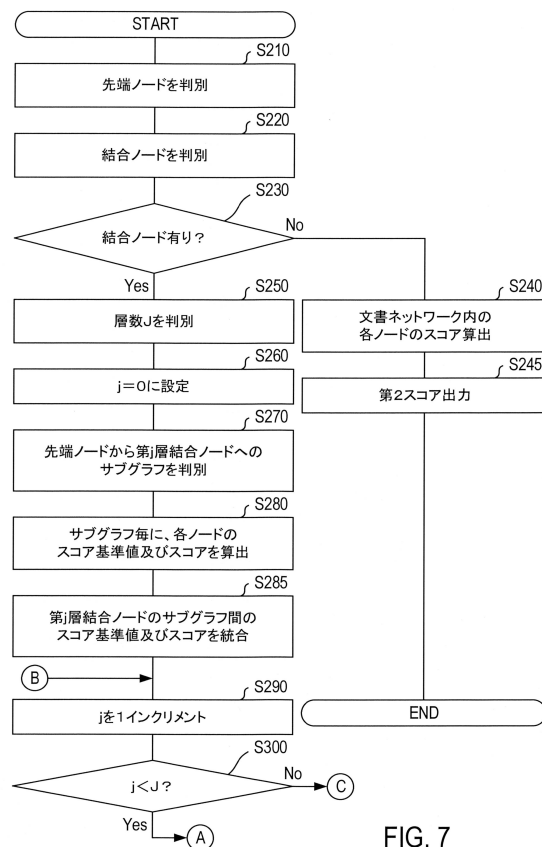 START
S210
先端ノードを判別
S220
結合ノードを判別
S230
結合ノード有り？
No
Yes
S250
層数Jを判別
S240
文書ネットワーク内の
各ノードのスコア算出
S260
j＝0に設定
S245
第2スコア出力
S270
先端ノードから第j層結合ノードへの
サブグラフを判別
S280
サブグラフ毎に、各ノードの
スコア基準値及びスコアを算出
S285
第j層結合ノードのサブグラフ間の
スコア基準値及びスコアを統合
B
S290
jを1インクリメント
END
S300
j＜J？
No
C
Yes
A
FIG. 7